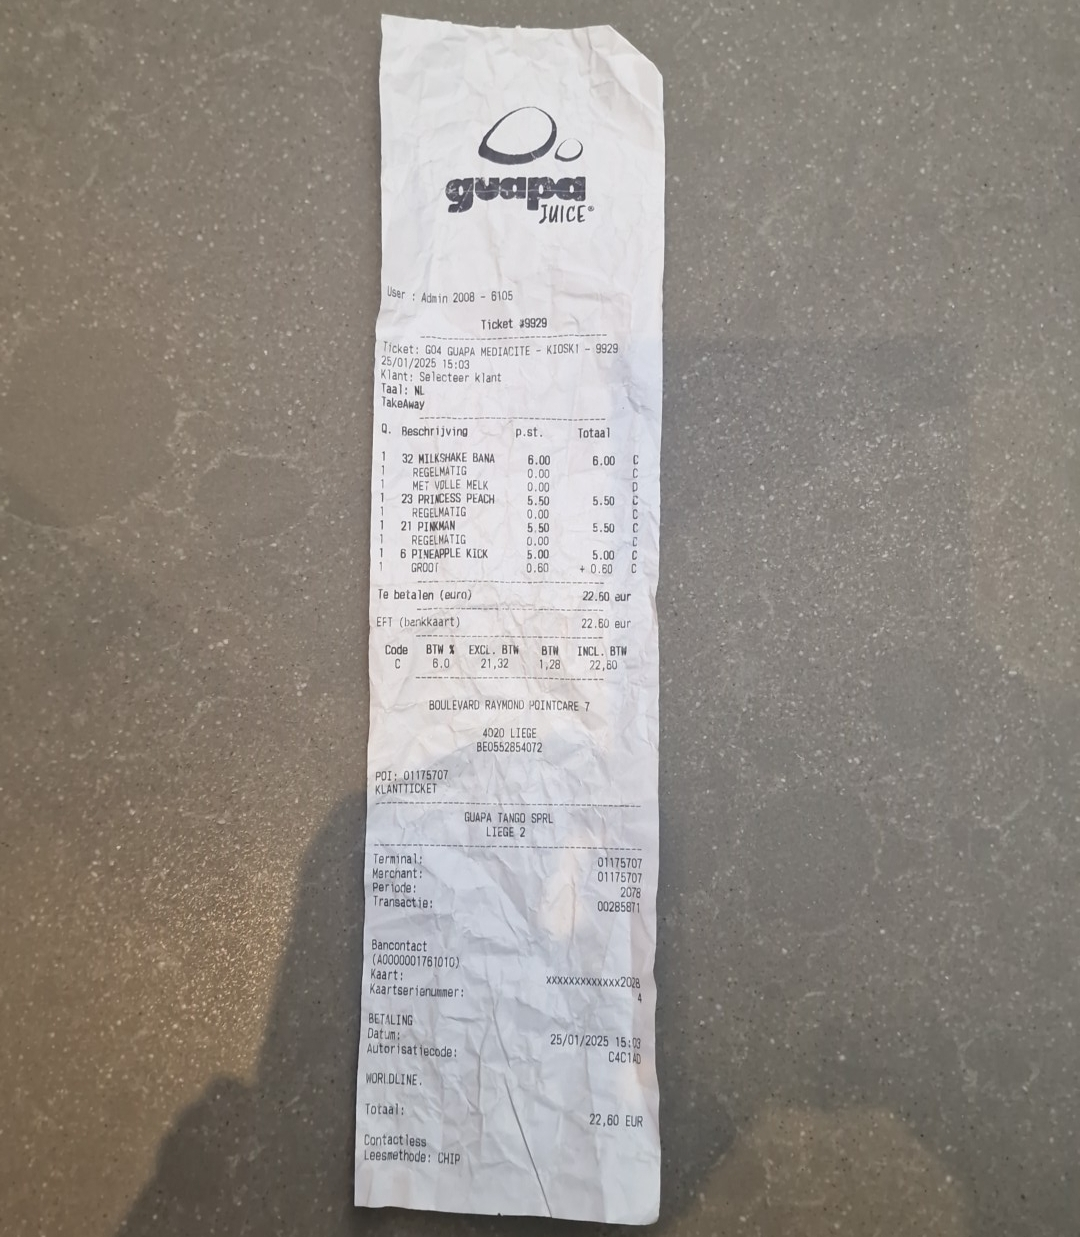 guapa
JUICE®
User : Admin 2008 - 6105
Ticket #9929
Ticket: G04 GUAPA MEDIACITE - KIOSK1 - 9929
25/01/2025 15:03
Klant: Selecteer klant
Taal: NL
TakeAway
Q. Beschrijving p.st. Totaal
1 32 MILKSHAKE BANA 6.00 6.00 C
1 REGELMATIG 0.00 C
1 MET VOLLE MELK 0.00 D
1 23 PRINCESS PEACH 5.50 5.50 C
1 REGELMATIG 0.00 C
1 21 PINKMAN 5.50 5.50 C
1 REGELMATIG 0.00 C
1 6 PINEAPPLE KICK 5.00 5.00 C
1 GROOT 0.60 + 0.60 C
Te betalen (euro) 22.60 eur
EFT (bankkaart) 22.60 eur
Code BTW % EXCL. BTW BTW INCL. BTW
C 6.0 21,32 1,28 22,60
BOULEVARD RAYMOND POINTCARE 7
4020 LIEGE
BE0552854072
POI: 01175707
KLANTTICKET
GUAPA TANGO SPRL
LIEGE 2
Terminal: 01175707
Merchant: 01175707
Periode: 2078
Transactie: 00285871
Bancontact
(A0000001761010)
Kaart: xxxxxxxxxxxxx2028
Kaartserienummer: 4
BETALING
Datum: 25/01/2025 15:03
Autorisatiecode: C4C1AD
WORLDLINE.
Totaal: 22,60 EUR
Contactless
Leesmethode: CHIP